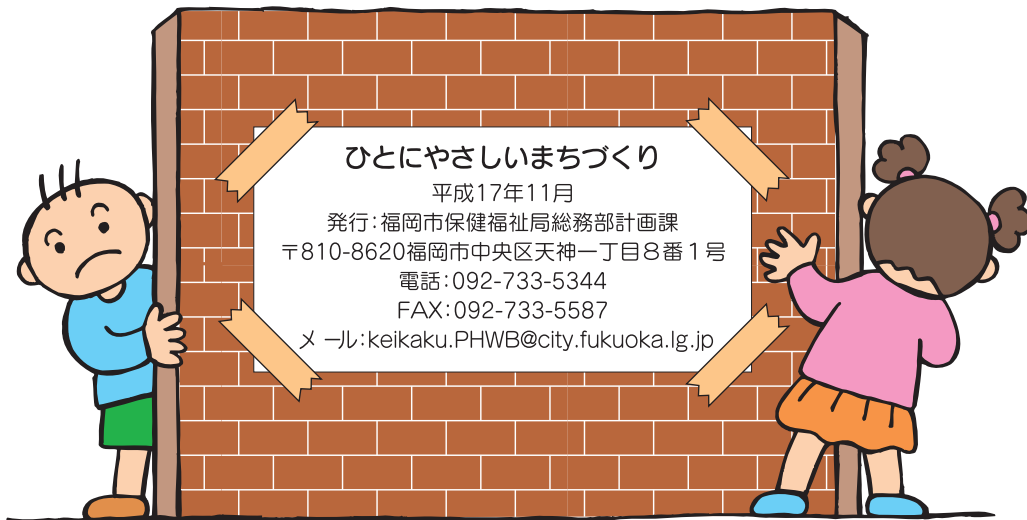 ひとにやさしいまちづくり
平成17年11月
発行:福岡市保健福祉局総務部計画課
〒810-8620福岡市中央区天神一丁目8番1号
電話:092-733-5344
FAX:092-733-5587
メール:keikaku.PHWB@city.fukuoka.lg.jp